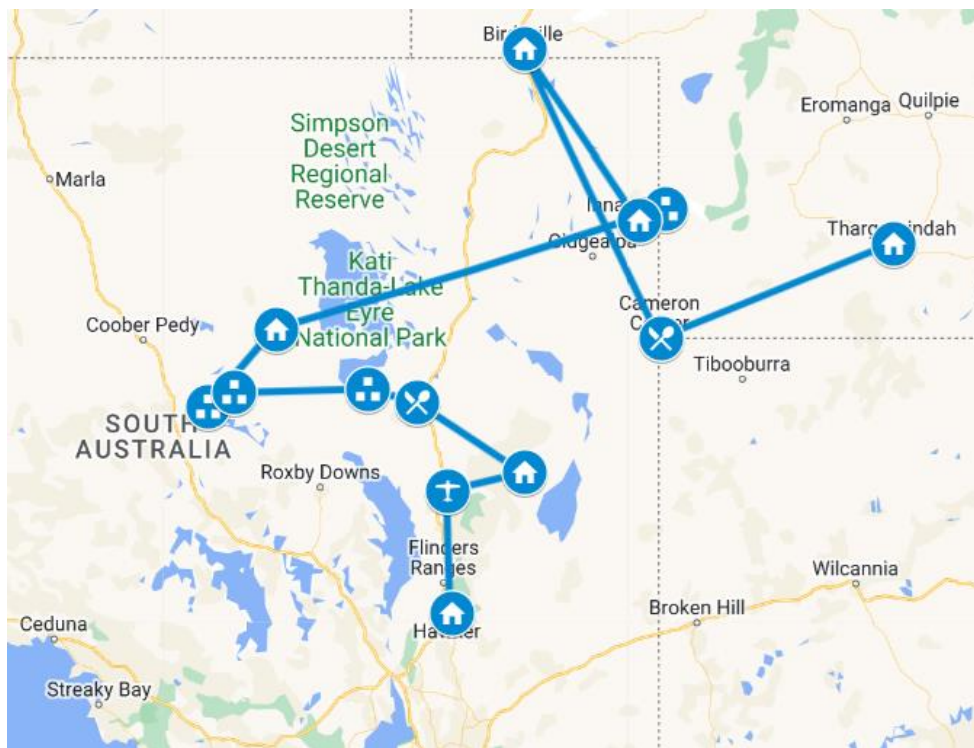 Eromanga
Quilpie
Simpson
Desert
Regional
Reserve
Marla
Kati
Thanda-Lake
Eyre
National Park
Cameron
Coober Pedy
Tibooburra
SOUTH
AUSTRALIA
Roxby Downs
Flinders
Ranges
Wilcannia
Broken Hill
Ceduna
Streaky Bay